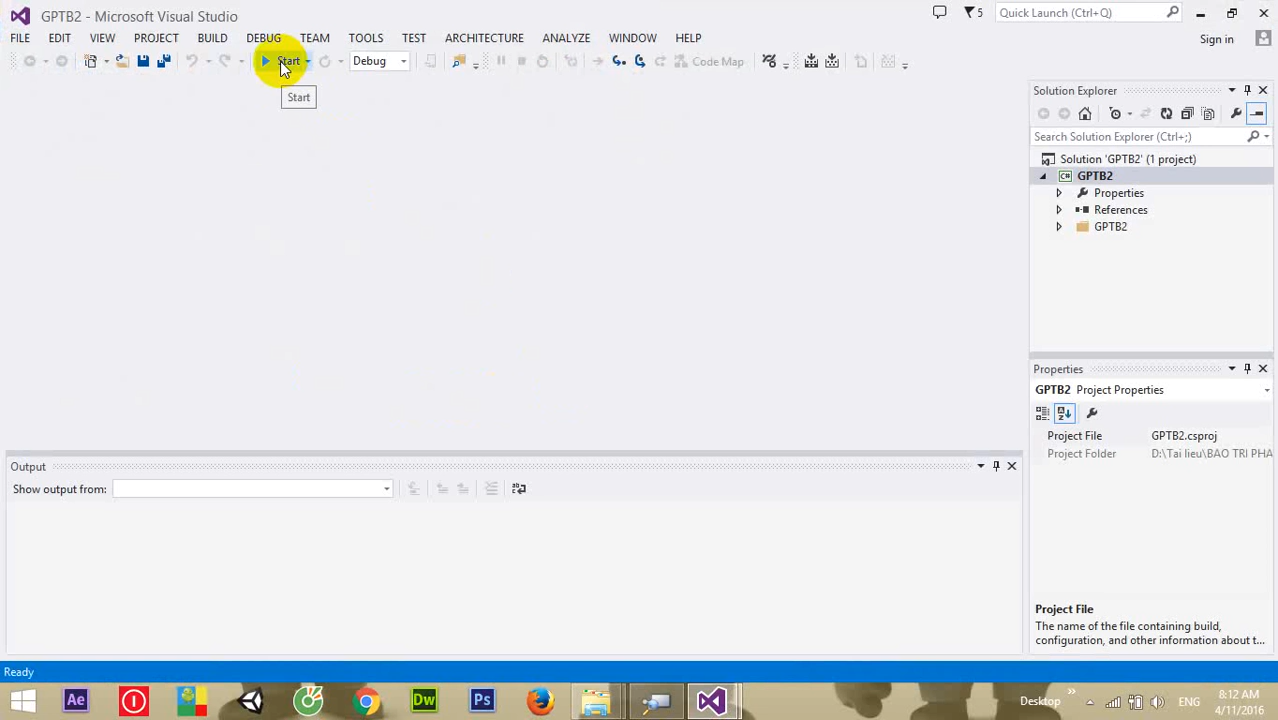 GPTB2 - Microsoft Visual Studio
5
Quick Launch (Ctrl+Q)
FILE EDIT VIEW PROJECT BUILD DEBUG TEAM TOOLS TEST ARCHITECTURE ANALYZE WINDOW HELP
Sign in
Start
Debug
Code Map
Start
Solution Explorer
Search Solution Explorer (Ctrl+;)
Solution 'GPTB2' (1 project)
C# GPTB2
Properties
References
GPTB2
Properties
GPTB2 Project Properties
Project File GPTB2.csproj
Project Folder D:\Tai lieu\BAO TRI PHA
Project File
The name of the file containing build,
configuration, and other information about t...
Output
Show output from:
Ready
Ae
Dw
Ps
Desktop
ENG
8:12 AM
4/11/2016